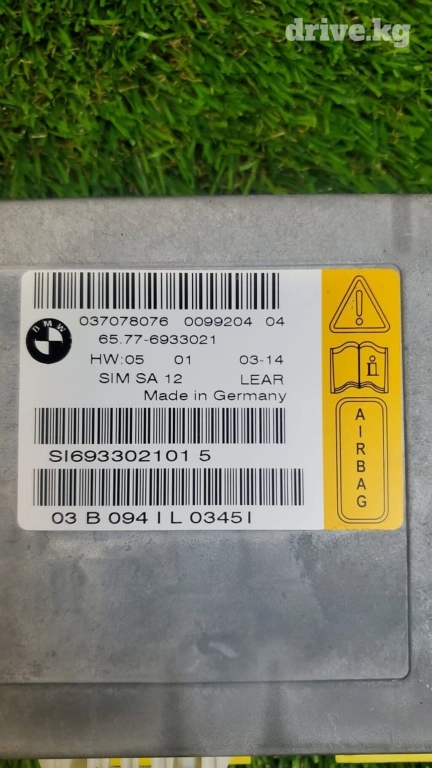 drive.kg
BMW
037078076 0099204 04
65.77-6933021
HW:05 01 03-14
SIM SA 12 LEAR
Made in Germany
SI693302101 5
03 B 094 I L 0345I
i
AIRBAG